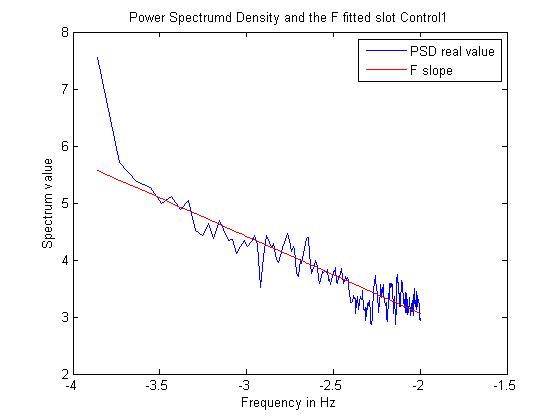 Power Spectrumd Density and the F fitted slot Control1
8
7
6
5
4
3
2
Spectrum value
PSD real value
F slope
-4
-3.5
-3
-2.5
-2
-1.5
Frequency in Hz